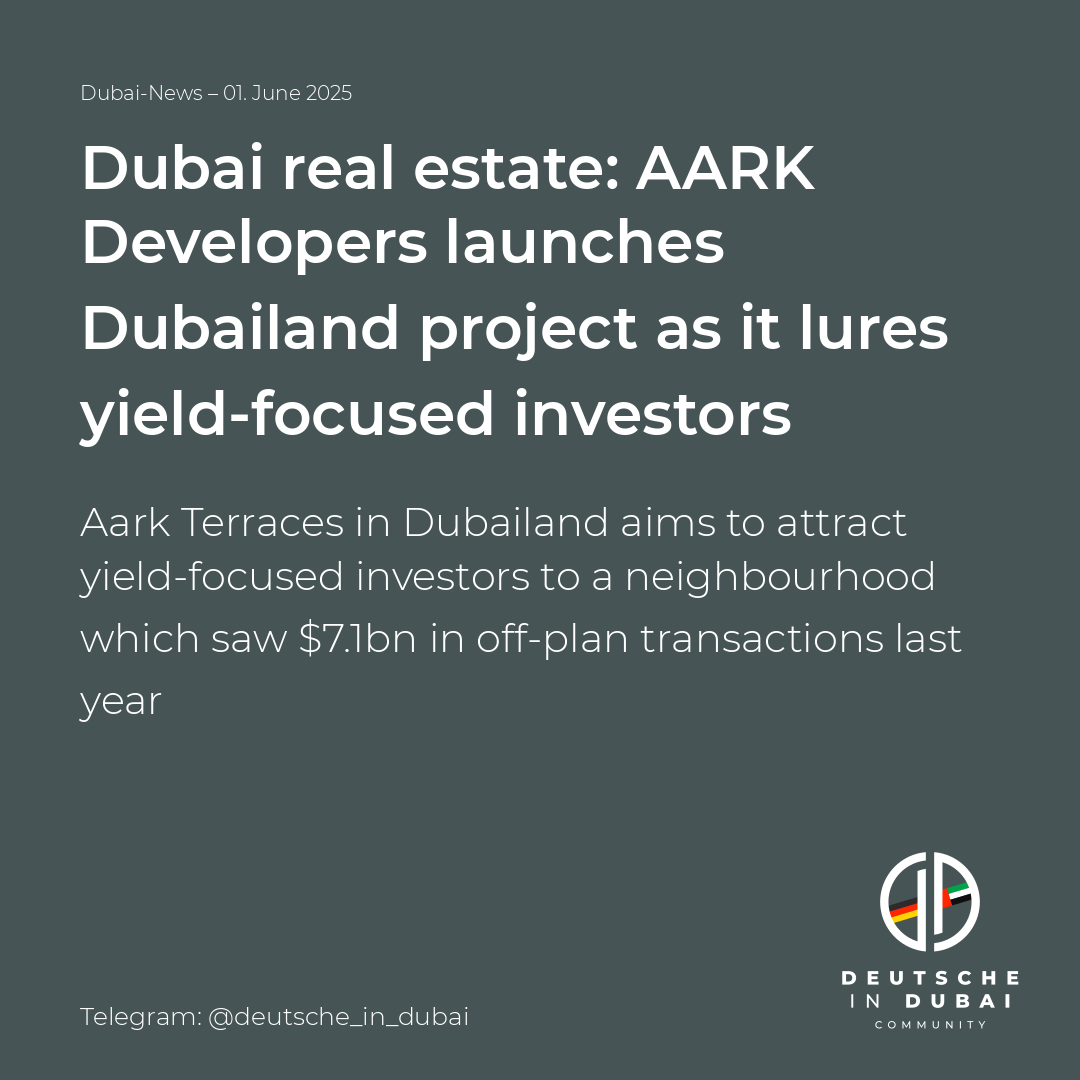 Dubai-News – 01. June 2025
Dubai real estate: AARK
Developers launches
Dubailand project as it lures
yield-focused investors
Aark Terraces in Dubailand aims to attract
yield-focused investors to a neighbourhood
which saw $7.1bn in off-plan transactions last
year
DEUTSCHE
IN DUBAI
COMMUNITY
Telegram: @deutsche_in_dubai